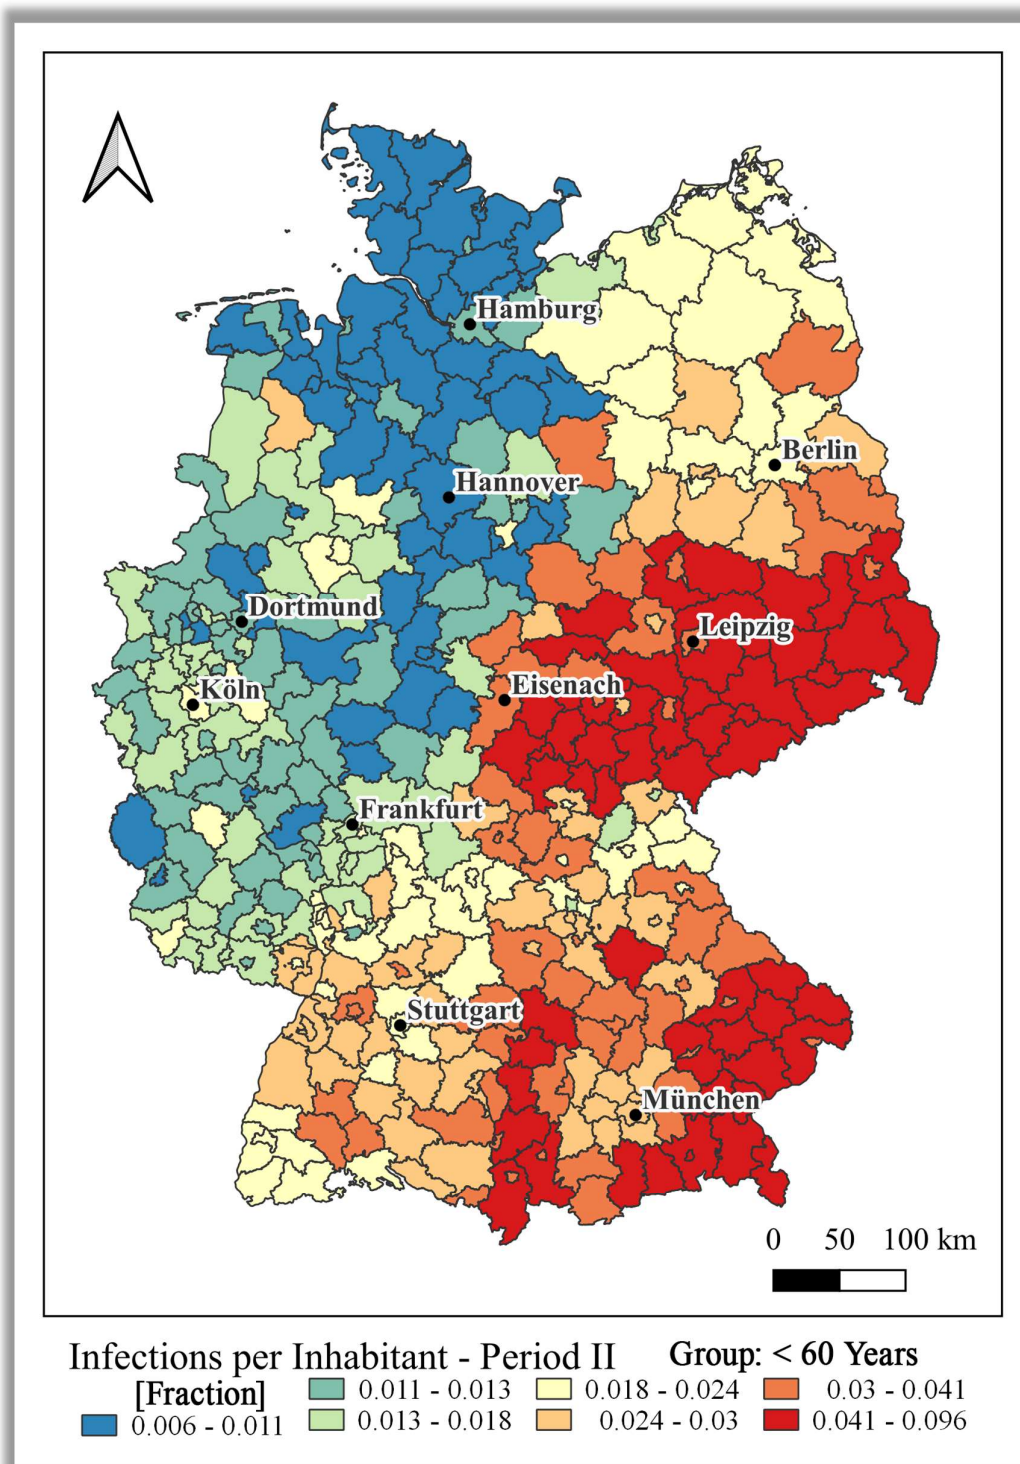 Hamburg
Berlin
Hannover
Dortmund
Leipzig
Köln
Eisenach
Frankfurt
Stuttgart
München
0 50 100 km
Infections per Inhabitant - Period II Group: < 60 Years
[Fraction] 0.011 - 0.013 0.018 - 0.024 0.03 - 0.041
0.006 - 0.011 0.013 - 0.018 0.024 - 0.03 0.041 - 0.096